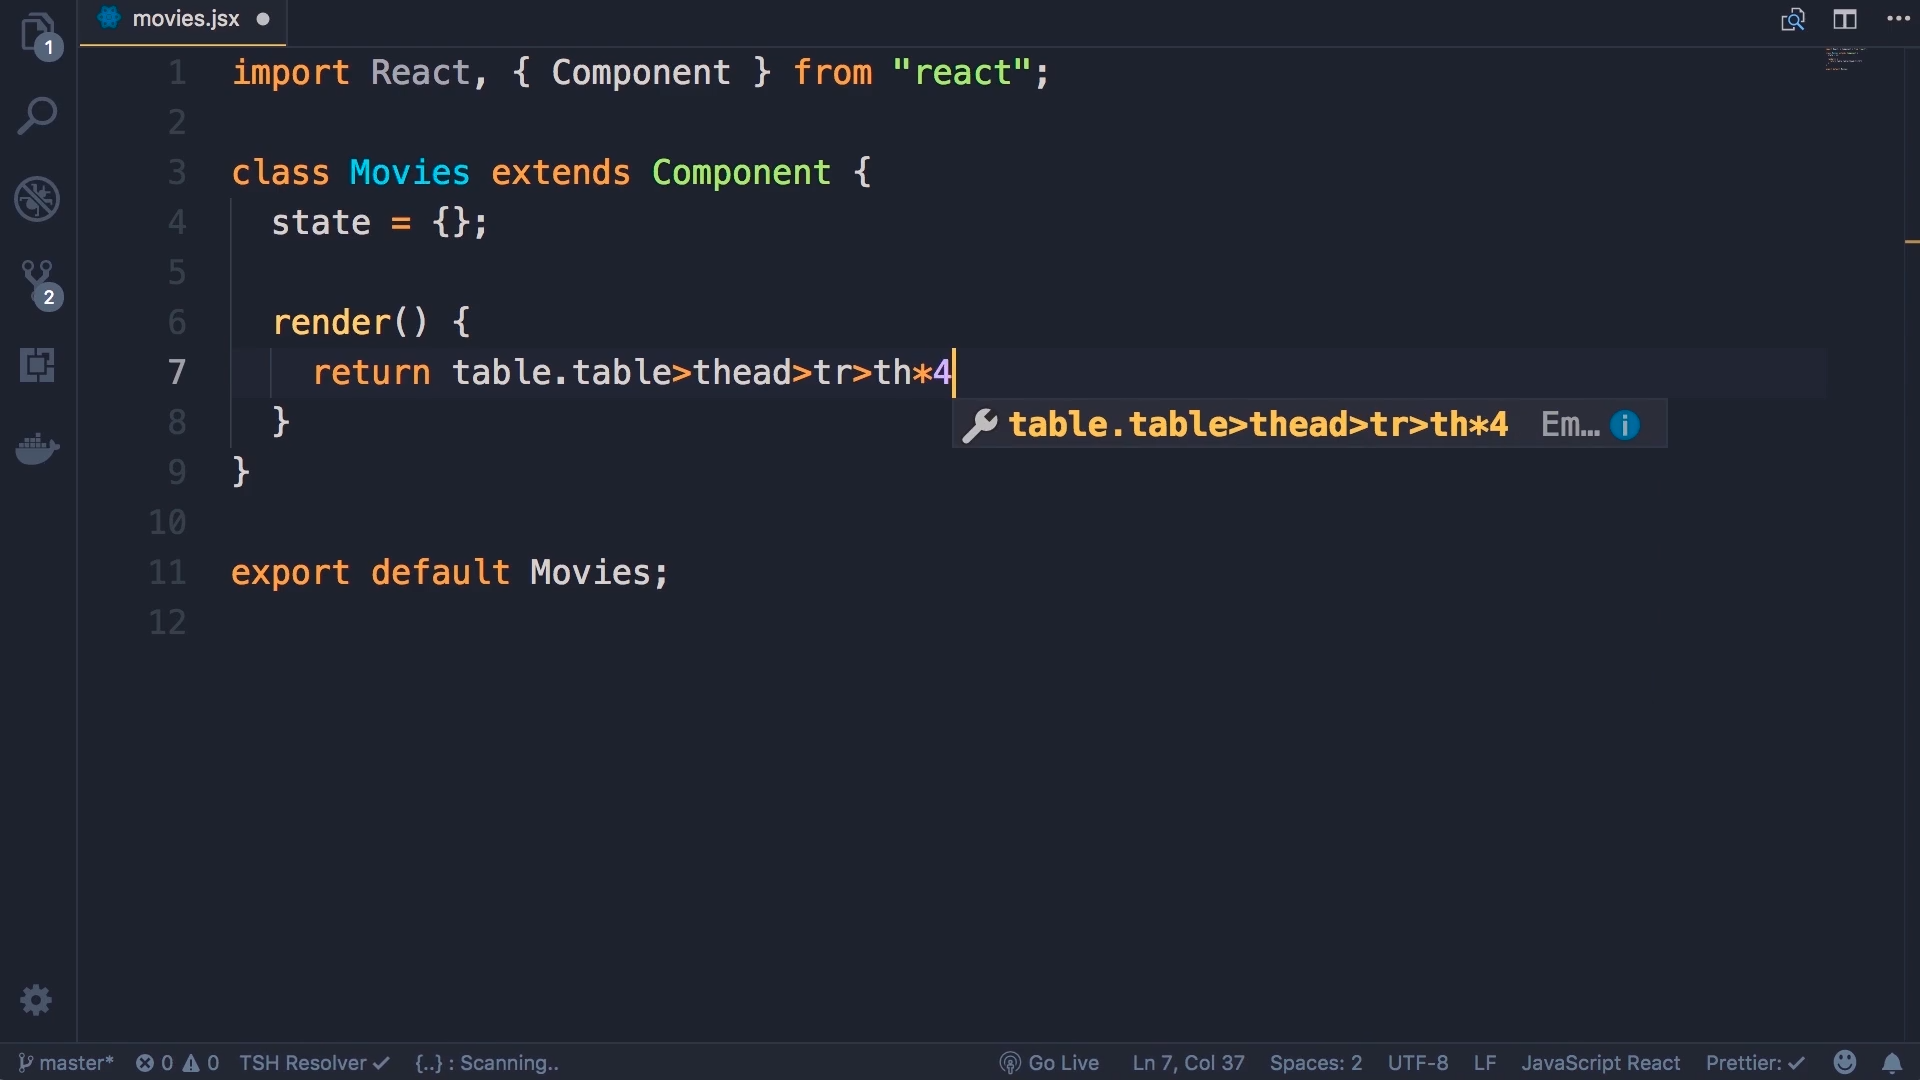 1
movies.jsx
1 import React, { Component } from "react";
2
3 class Movies extends Component {
4 state = {};
5
6 render() {
7 return table.table>thead>tr>th*4
table.table>thead>tr>th*4 Em...
8 }
9 }
10
11 export default Movies;
12
2
master* 0 0 TSH Resolver {..} : Scanning.. Go Live Ln 7, Col 37 Spaces: 2 UTF-8 LF JavaScript React Prettier: